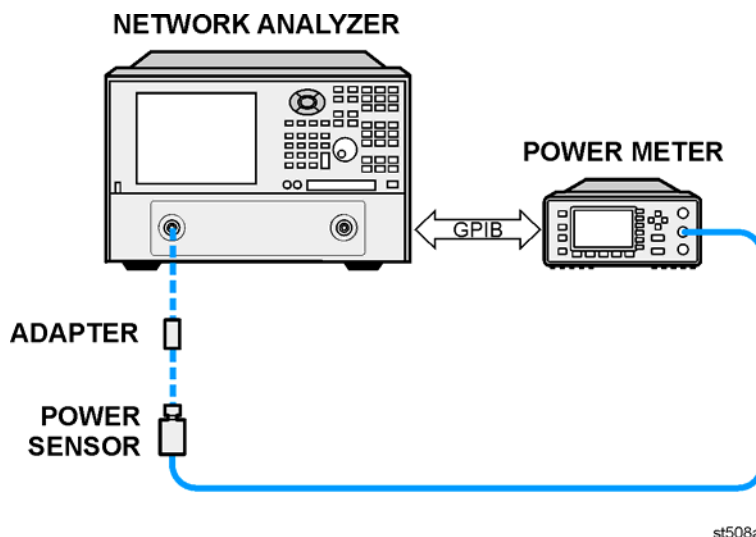 NETWORK ANALYZER
POWER METER
GPIB
ADAPTER
POWER
SENSOR
st508a